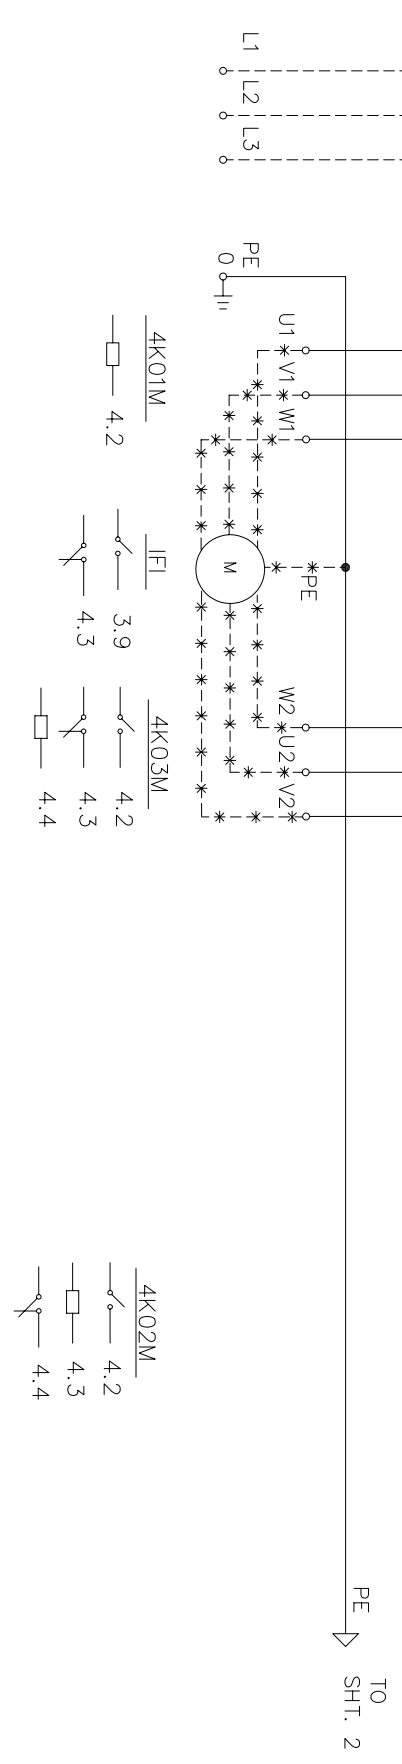 L1
L2
L3
PE
0
U1
V1
W1
M
PE
W2
U2
V2
4K01M
4.2
IFI
3.9
4.3
4K03M
4.2
4.3
4.4
4K02M
4.2
4.3
4.4
PE
TO
SHT. 2